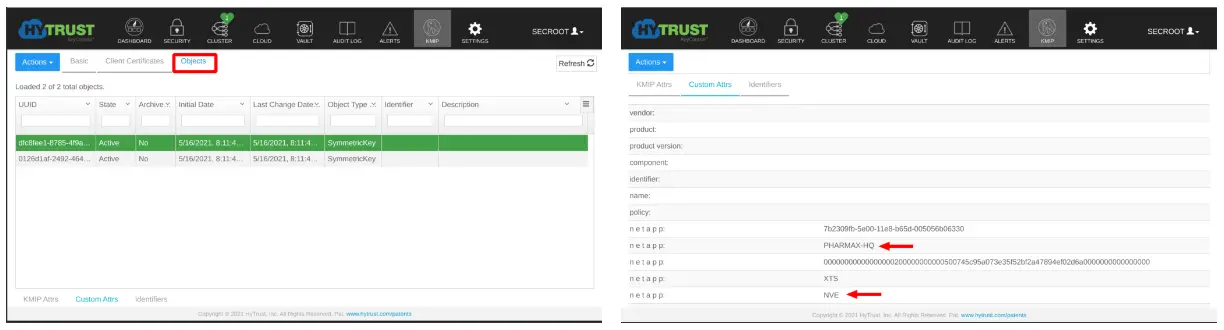 HYTRUST
KeyControl
DASHBOARD SECURITY CLUSTER CLOUD VAULT AUDIT LOG ALERTS KMIP SETTINGS
1
SECROOT
Actions Basic Client Certificates Objects Refresh
Loaded 2 of 2 total objects.
UUID State Archive Initial Date Last Change Date Object Type Identifier Description
dfc8fee1-8785-4f9a... Active No 5/16/2021, 8:11:4... 5/16/2021, 8:11:4... SymmetricKey
0126d1af-2492-464... Active No 5/16/2021, 8:11:4... 5/16/2021, 8:11:4... SymmetricKey
KMIP Attrs Custom Attrs Identifiers
Copyright © 2021 HyTrust, Inc. All Rights Reserved. Pat. www.hytrust.com/patents
HYTRUST
KeyControl
DASHBOARD SECURITY CLUSTER CLOUD VAULT AUDIT LOG ALERTS KMIP SETTINGS
1
SECROOT
Actions
KMIP Attrs Custom Attrs Identifiers
vendor:
product:
product version:
component:
identifier:
name:
policy:
netapp: 7b2309fb-5e00-11e8-b65d-005056b06330
netapp: PHARMAX-HQ
netapp:
netapp: XTS
netapp: NVE
Copyright © 2021 HyTrust, Inc. All Rights Reserved. Pat. www.hytrust.com/patents